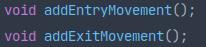 void addEntryMovement();
void addExitMovement();